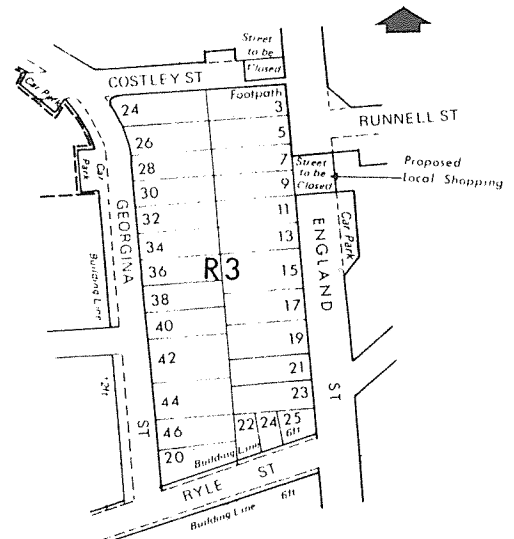 Street
to be
Closed
COSTLEY ST
Car Park
Footpath
24
3
RUNNELL ST
5
26
Car
Park
28
7
Street
to be
Closed
Proposed
Local Shopping
30
9
GEORGINA
ST
32
11
ENGLAND
ST
Car Park
34
13
Building Line
36
R3
15
38
17
40
19
42
21
12ft
44
23
46
22
24
25
6ft
20
Building Line
RYLE ST
Building Line
6ft